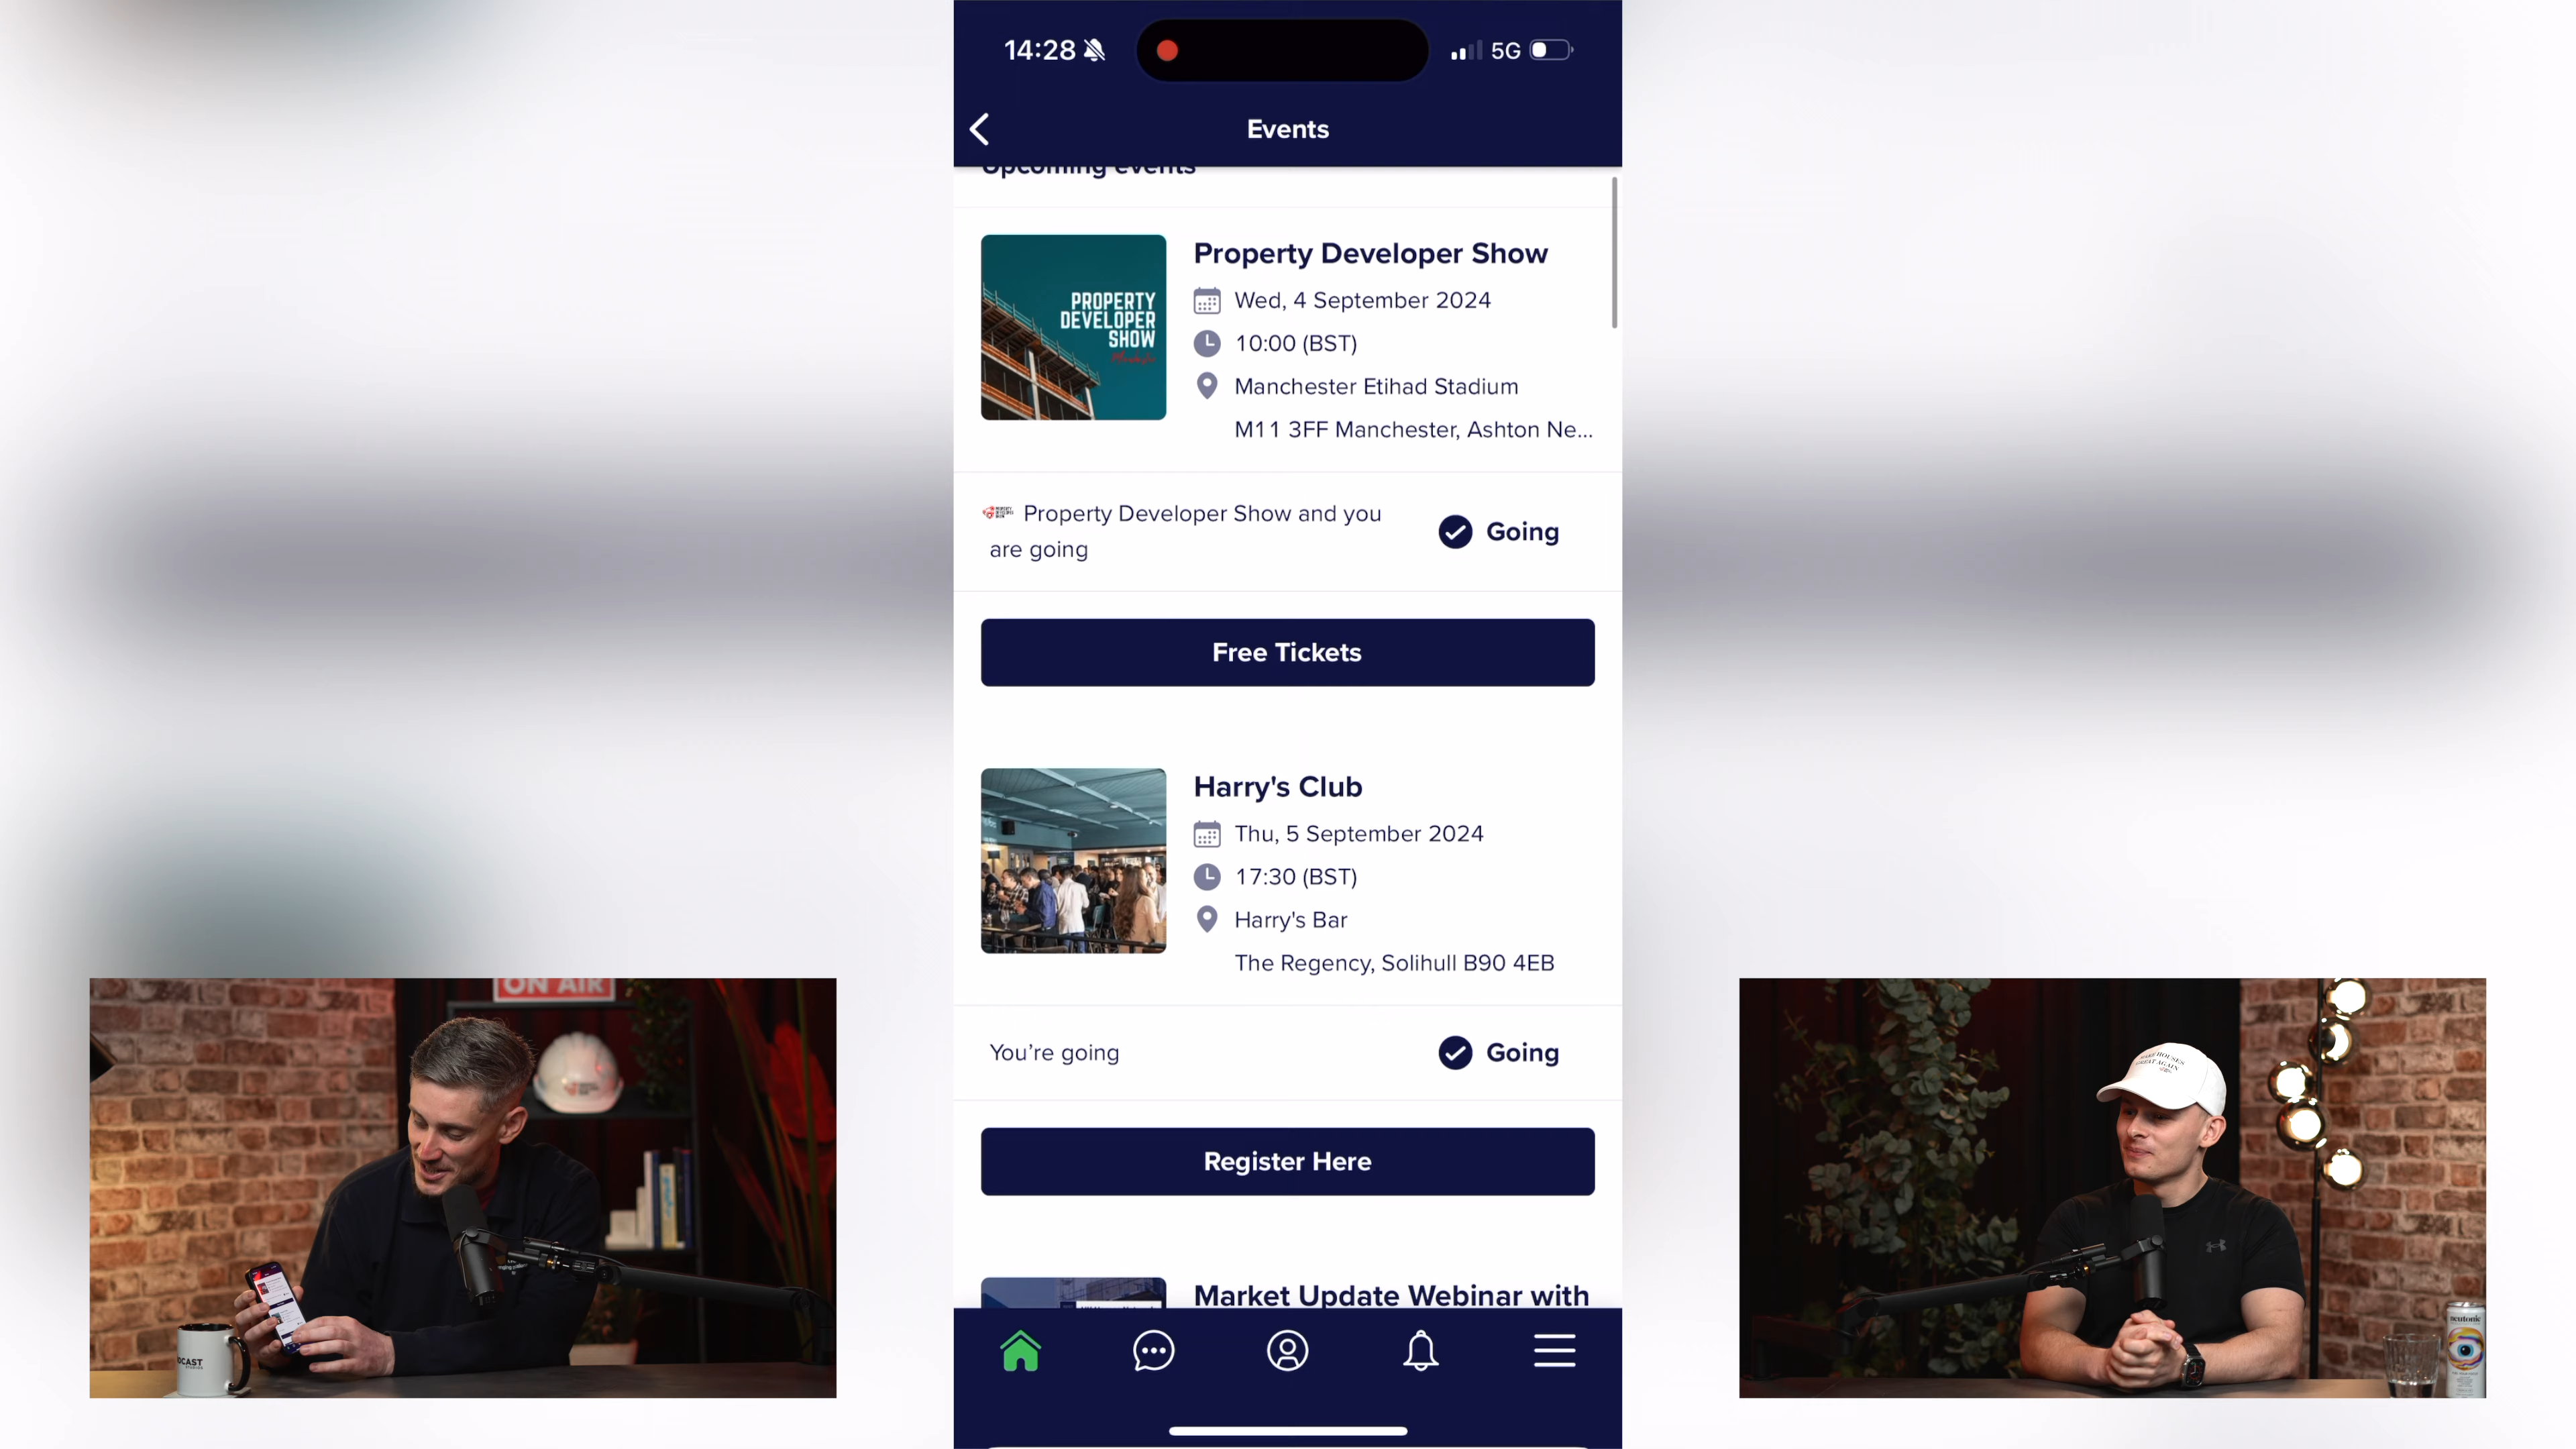 14:28
5G
Events
Upcoming events
PROPERTY
DEVELOPER
SHOW
Property Developer Show
Wed, 4 September 2024
10:00 (BST)
Manchester Etihad Stadium
M11 3FF Manchester, Ashton Ne...
Property Developer Show and you
are going
Going
Free Tickets
Harry's Club
Thu, 5 September 2024
17:30 (BST)
Harry's Bar
The Regency, Solihull B90 4EB
You're going
Going
Register Here
Market Update Webinar with
ON AIR
neutonic